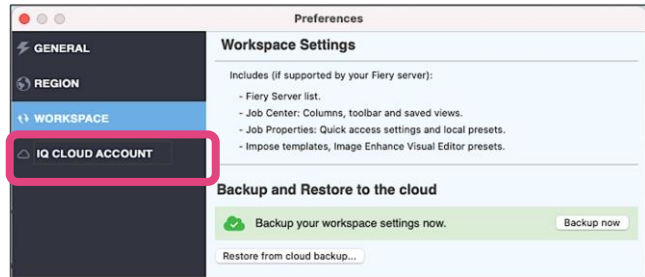 Preferences
GENERAL
REGION
WORKSPACE
IQ CLOUD ACCOUNT
Workspace Settings
Includes (if supported by your Fiery server):
- Fiery Server list.
- Job Center: Columns, toolbar and saved views.
- Job Properties: Quick access settings and local presets.
- Impose templates, Image Enhance Visual Editor presets.
Backup and Restore to the cloud
Backup your workspace settings now.
Backup now
Restore from cloud backup...